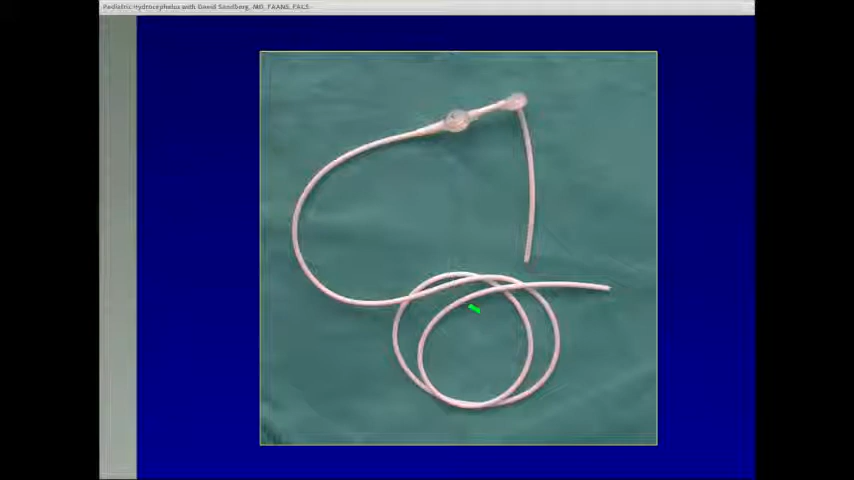 Pediatric Hydrocephalus with David Sandberg, MD, FAANS, FACS